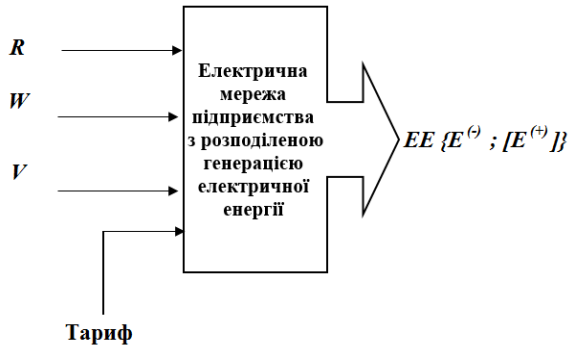 R
W
V
Тариф
Електрична
мережа
підприємства
з розподіленою
генерацією
електричної
енергії
EE {E⁽⁻⁾ ; [E⁽⁺⁾]}